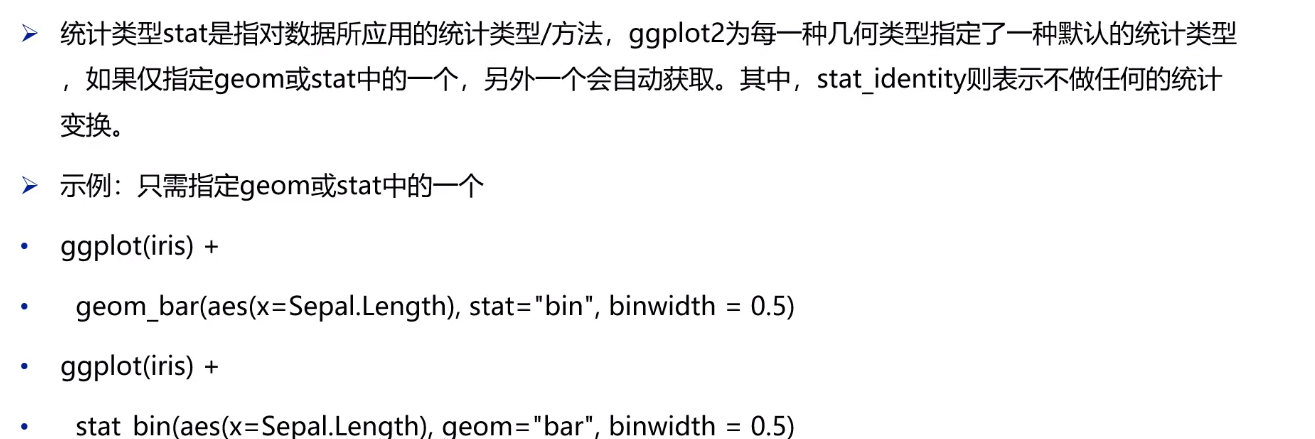 ➢ 统计类型stat是指对数据所应用的统计类型/方法，ggplot2为每一种几何类型指定了一种默认的统计类型
，如果仅指定geom或stat中的一个，另外一个会自动获取。其中，stat_identity则表示不做任何的统计
变换。
➢ 示例：只需指定geom或stat中的一个
• ggplot(iris) +
• geom_bar(aes(x=Sepal.Length), stat="bin", binwidth = 0.5)
• ggplot(iris) +
• stat_bin(aes(x=Sepal.Length), geom="bar", binwidth = 0.5)